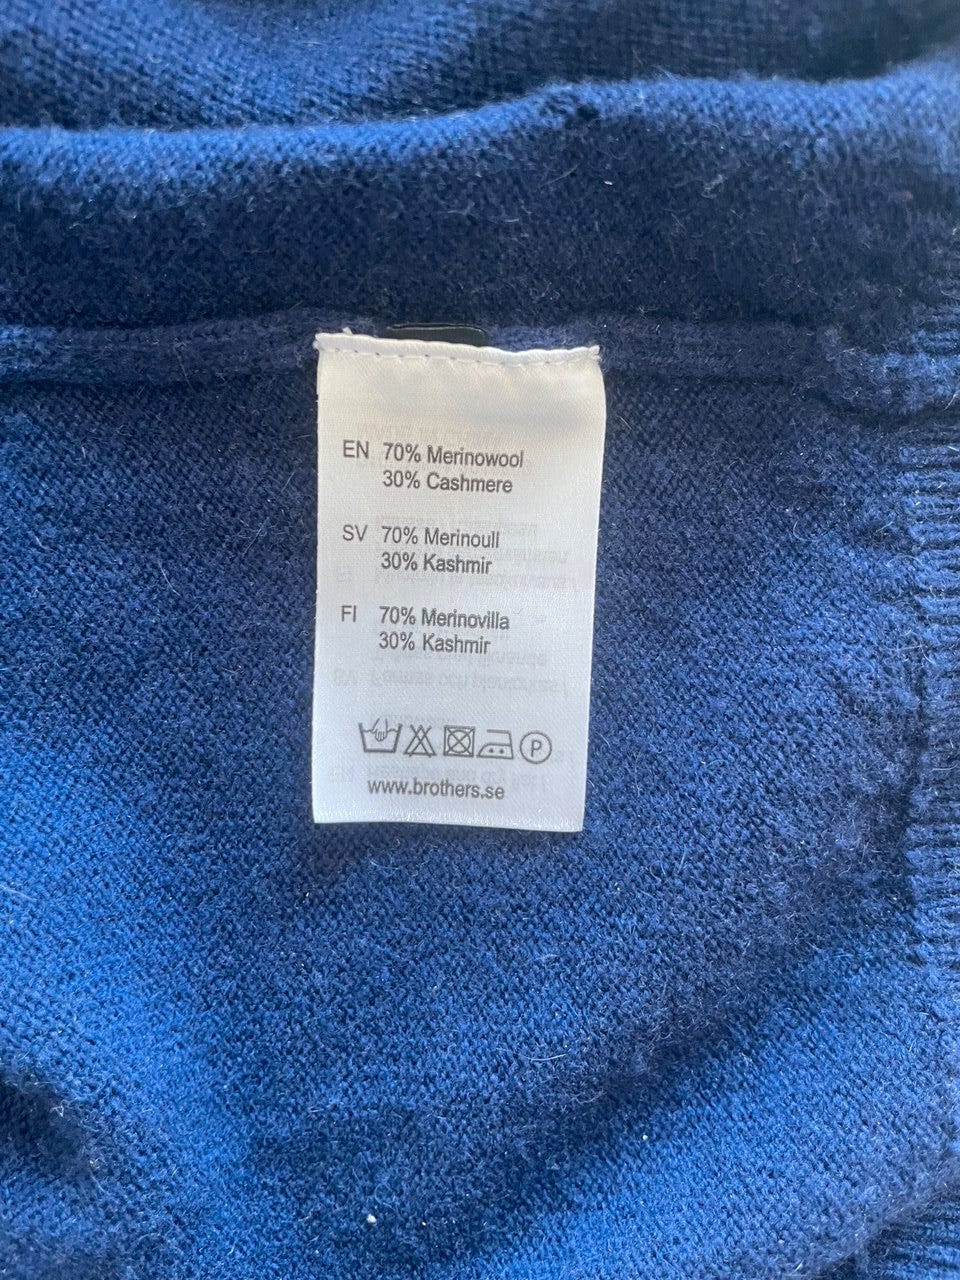 EN 70% Merinowool
30% Cashmere
SV 70% Merinoull
30% Kashmir
FI 70% Merinovilla
30% Kashmir
P
www.brothers.se